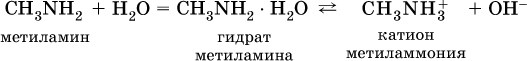 CH₃NH₂ + H₂O = CH₃NH₂ · H₂O ⇄ CH₃NH₃⁺ + OH⁻
метиламин гидрат катион
метиламина метиламмония